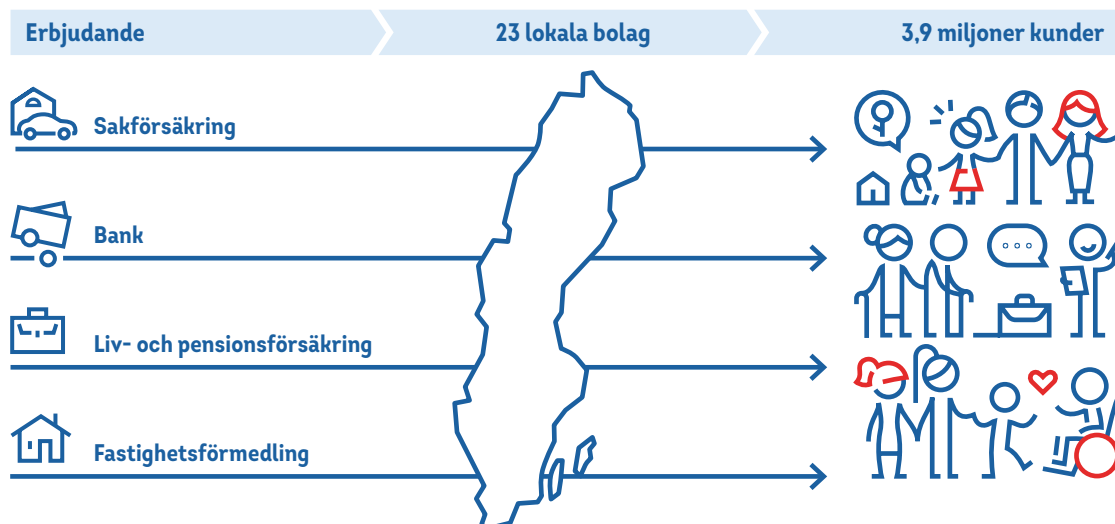 Erbjudande
23 lokala bolag
3,9 miljoner kunder
Sakförsäkring
Bank
Liv- och pensionsförsäkring
Fastighetsförmedling